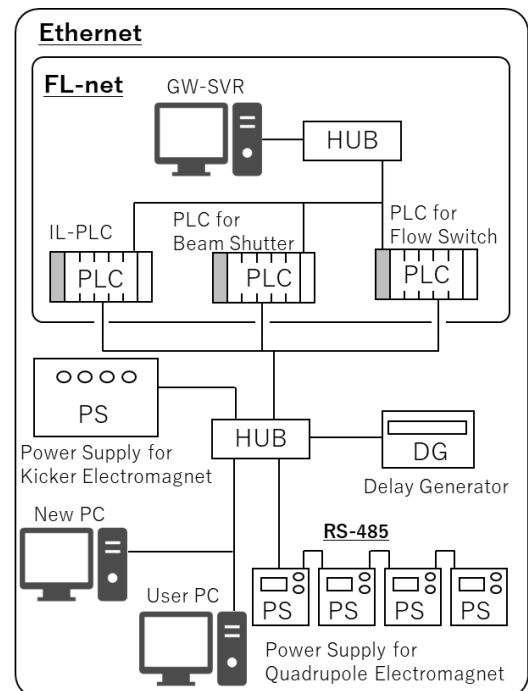 Ethernet
FL-net
GW-SVR
HUB
IL-PLC
PLC for
Beam Shutter
PLC for
Flow Switch
PLC
PLC
PLC
PS
Power Supply for
Kicker Electromagnet
HUB
DG
Delay Generator
New PC
User PC
RS-485
PS
PS
PS
PS
Power Supply for
Quadrupole Electromagnet